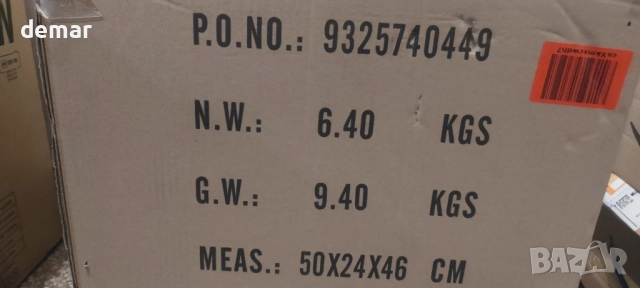 demar
P.O.NO.: 9325740449
N.W.: 6.40 KGS
G.W.: 9.40 KGS
MEAS.: 50X24X46 CM
BAZAR